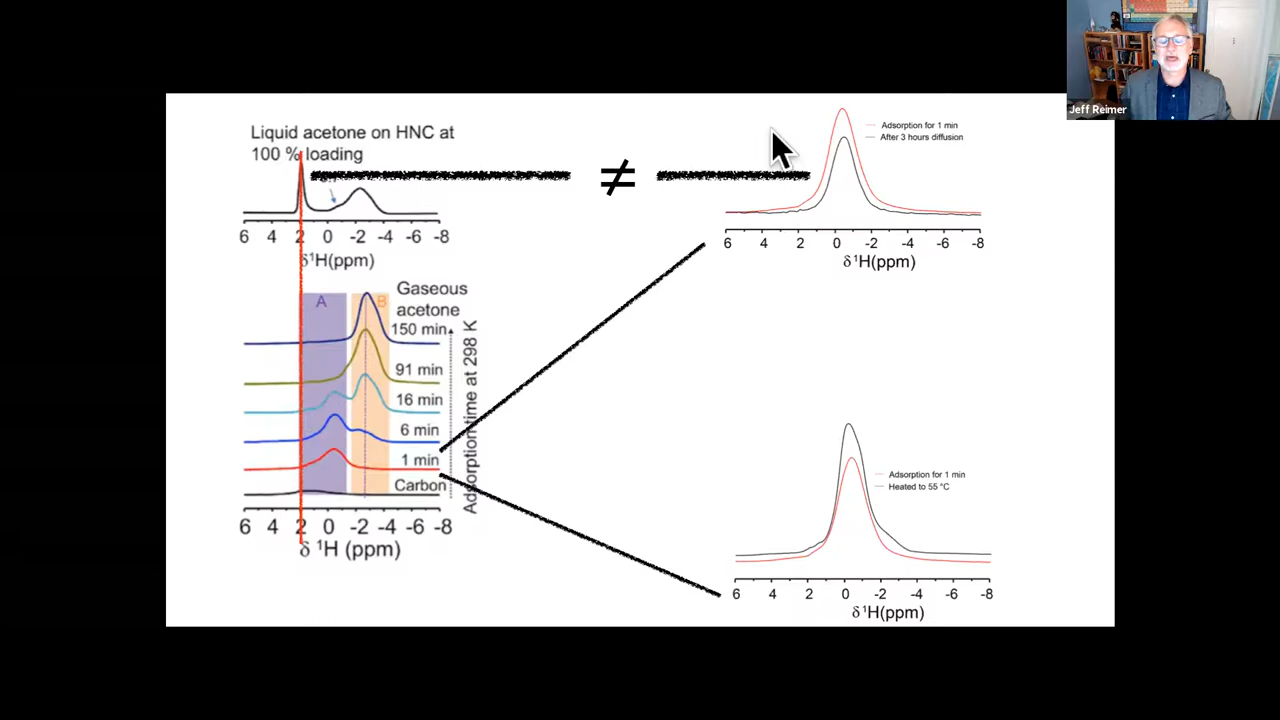 Jeff Reimer
Liquid acetone on HNC at
100 % loading
≠
Adsorption for 1 min
After 3 hours diffusion
6 4 2 0 -2 -4 -6 -8
δ¹H(ppm)
6 4 2 0 -2 -4 -6 -8
δ¹H(ppm)
A
B
Gaseous
acetone
150 min
91 min
16 min
6 min
1 min
Carbon
Adsorption time at 298 K
6 4 2 0 -2 -4 -6 -8
δ ¹H (ppm)
Adsorption for 1 min
Heated to 55 °C
6 4 2 0 -2 -4 -6 -8
δ¹H(ppm)